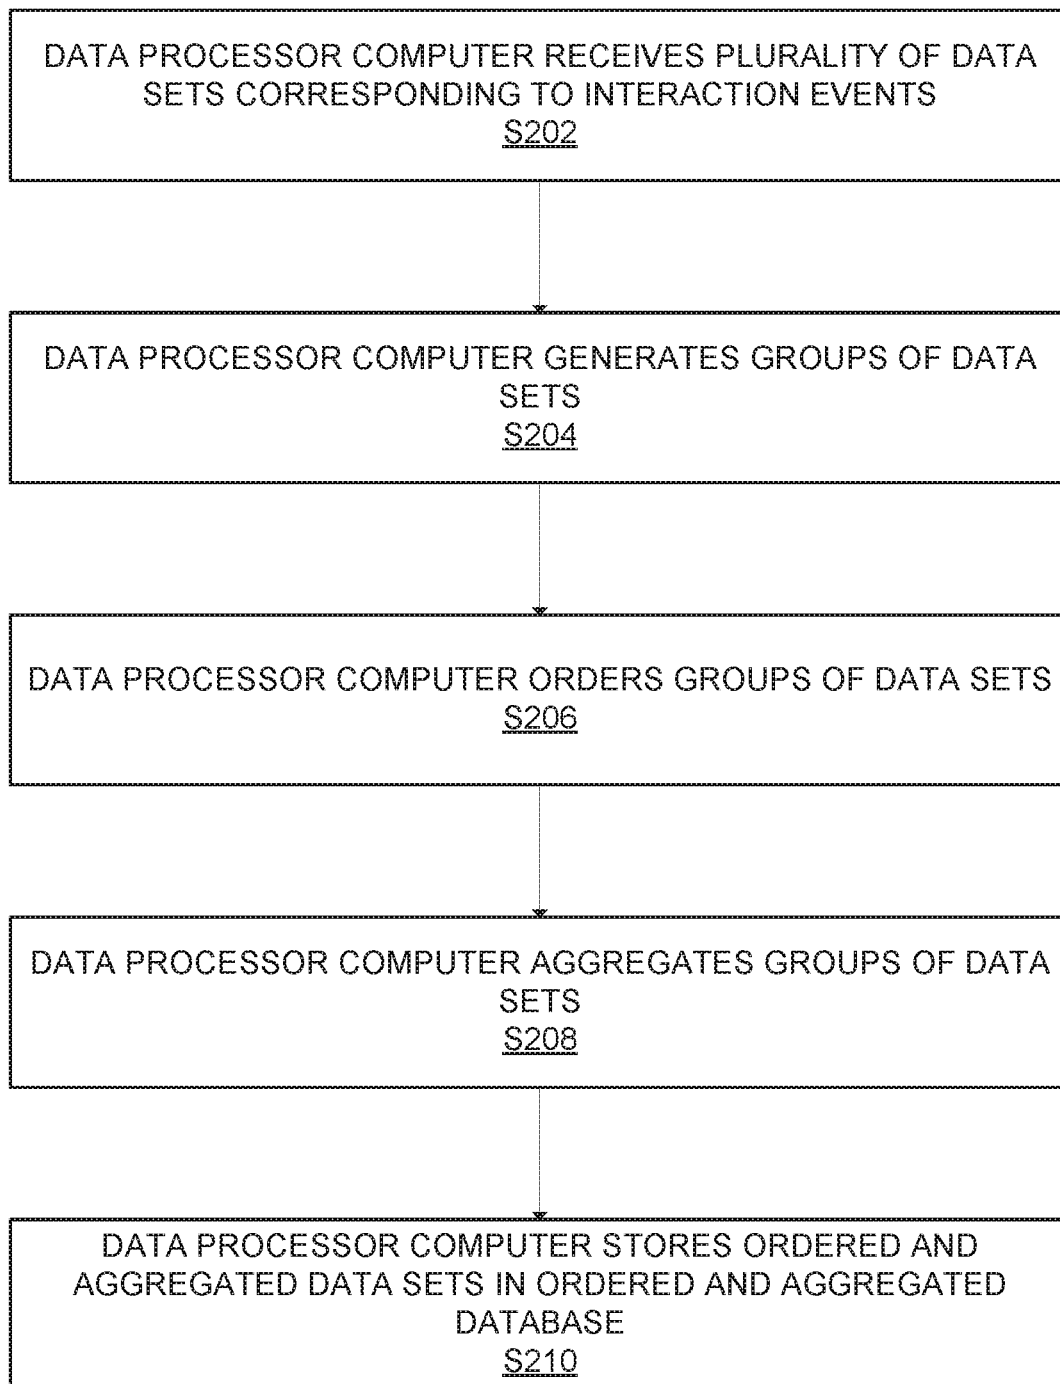 DATA PROCESSOR COMPUTER RECEIVES PLURALITY OF DATA
SETS CORRESPONDING TO INTERACTION EVENTS
S202
DATA PROCESSOR COMPUTER GENERATES GROUPS OF DATA
SETS
S204
DATA PROCESSOR COMPUTER ORDERS GROUPS OF DATA SETS
S206
DATA PROCESSOR COMPUTER AGGREGATES GROUPS OF DATA
SETS
S208
DATA PROCESSOR COMPUTER STORES ORDERED AND
AGGREGATED DATA SETS IN ORDERED AND AGGREGATED
DATABASE
S210